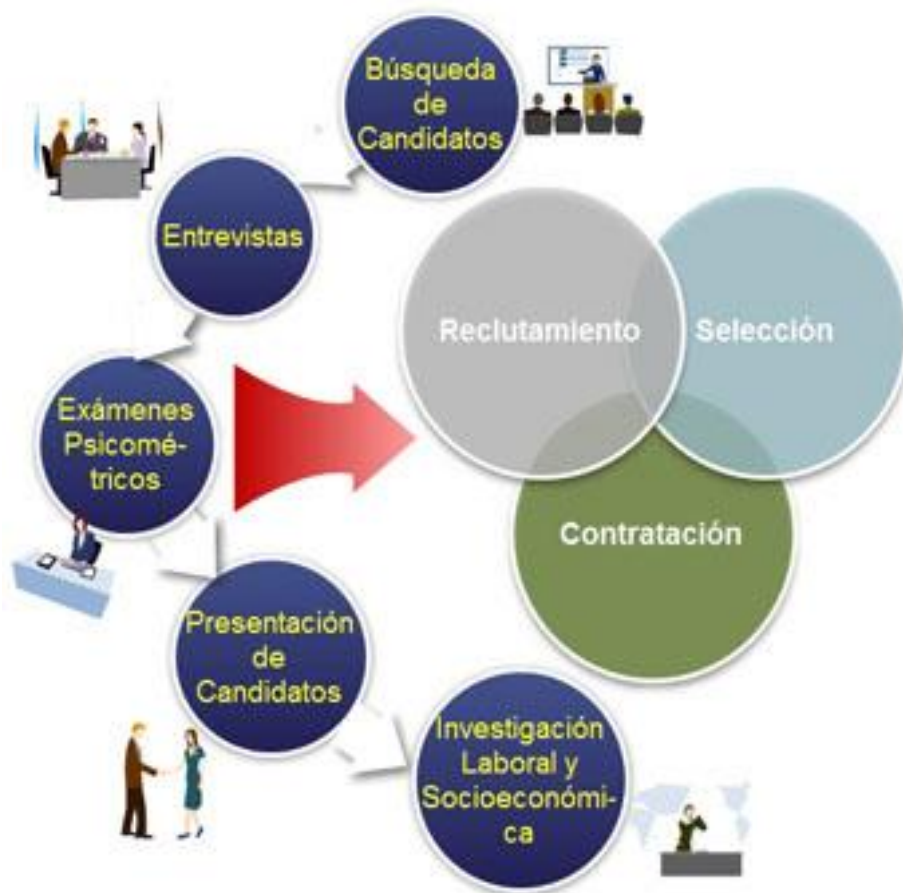 Búsqueda
de
Candidatos
Entrevistas
Exámenes
Psicomé-
tricos
Presentación
de
Candidatos
Investigación
Laboral y
Socioeconómi-
ca
Reclutamiento
Selección
Contratación